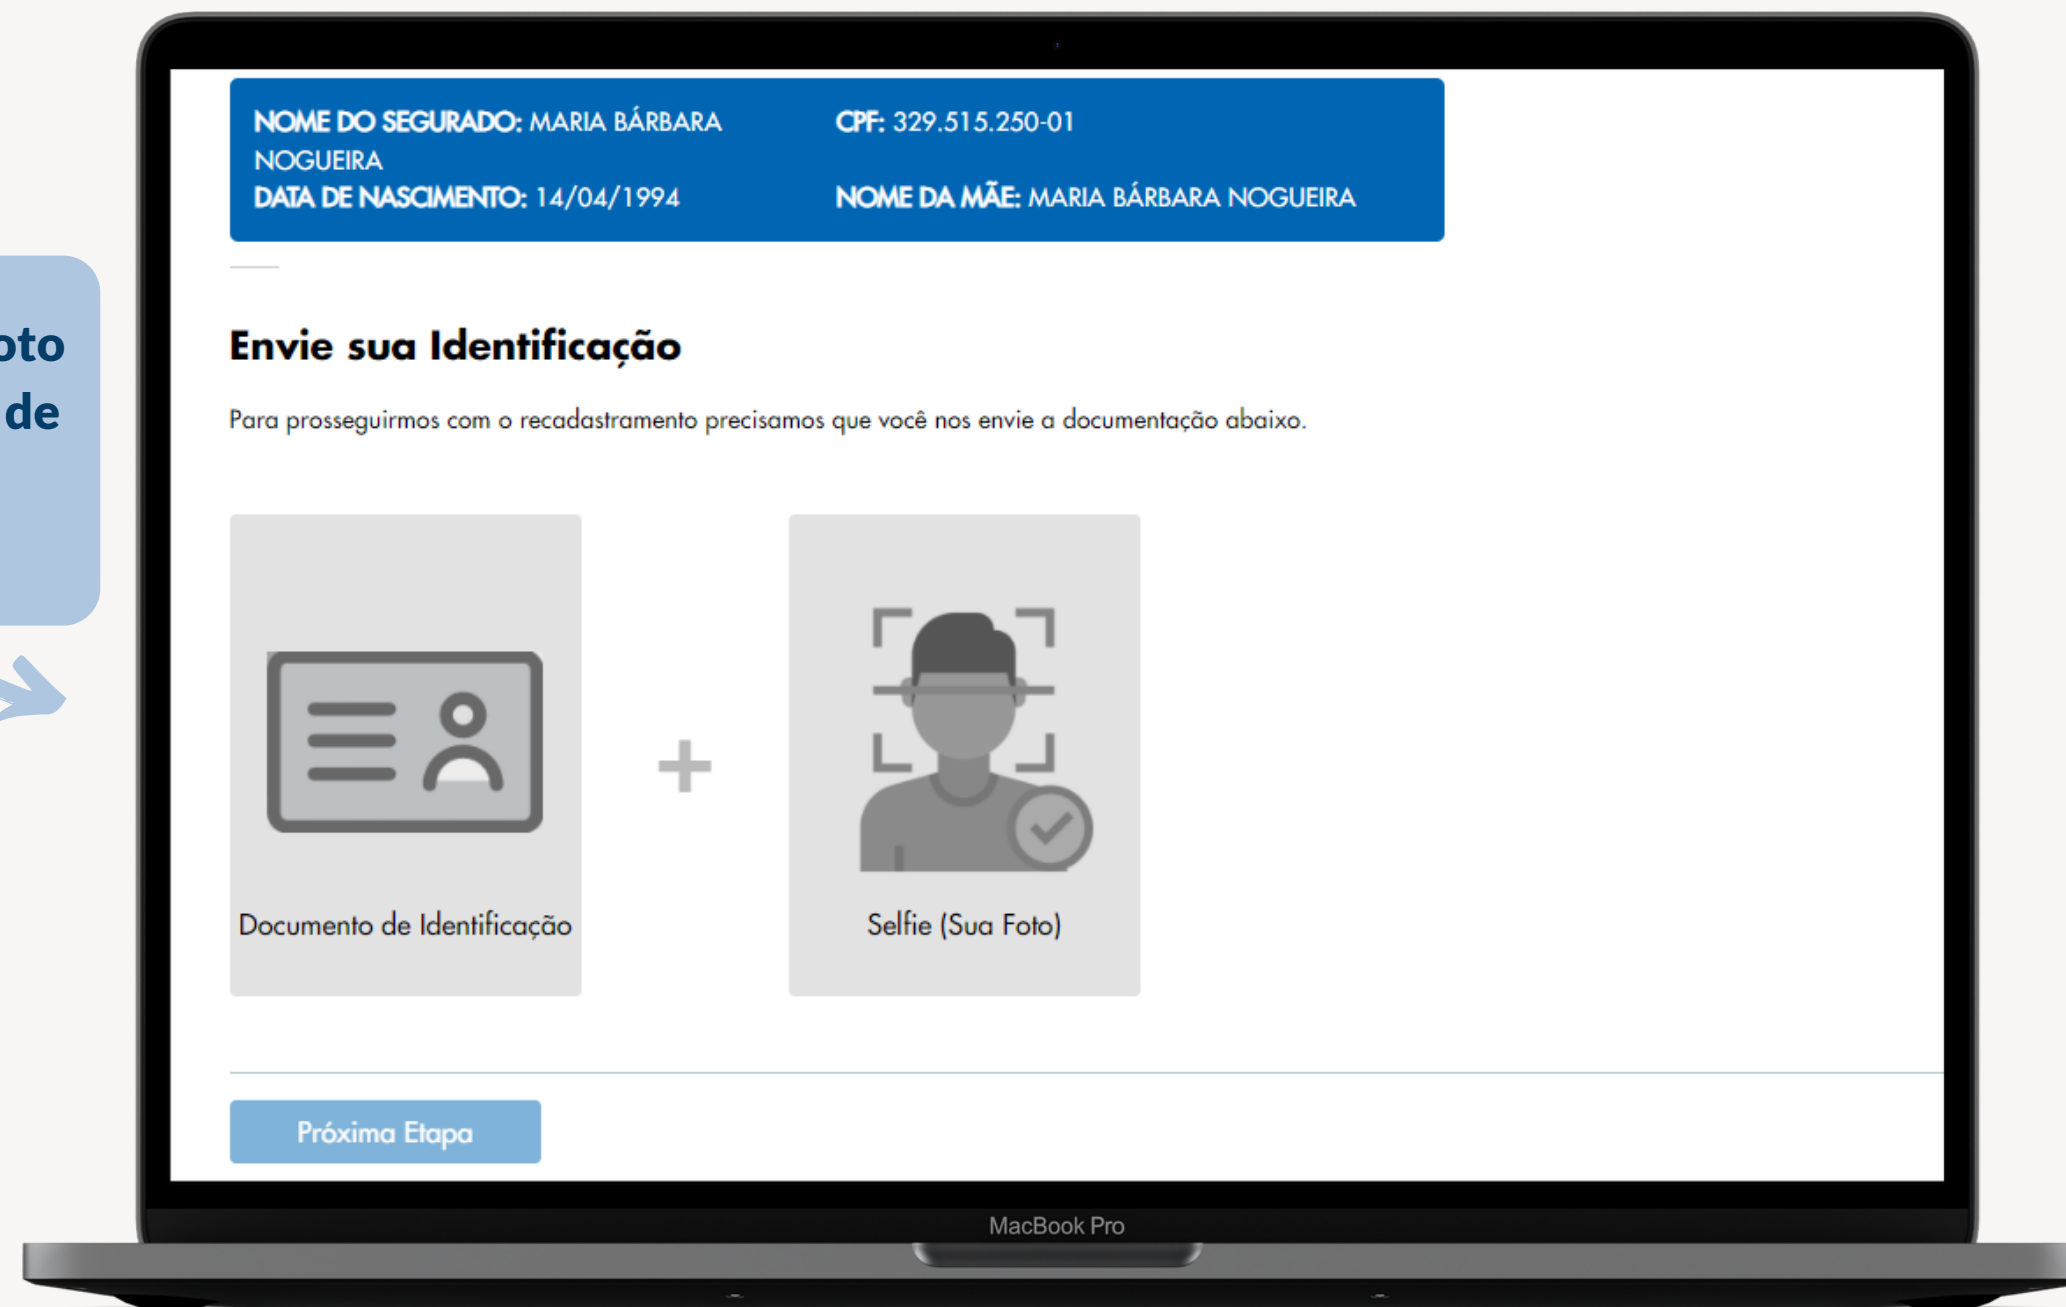 NOME DO SEGURADO: MARIA BÁRBARA
NOGUEIRA
CPF: 329.515.250-01
DATA DE NASCIMENTO: 14/04/1994
NOME DA MÃE: MARIA BÁRBARA NOGUEIRA
de
Envie sua Identificação
Para prosseguirmos com o recadastramento precisamos que você nos envie a documentação abaixo.
Documento de Identificação
Selfie (Sua Foto)
Próxima Etapa
MacBook Pro